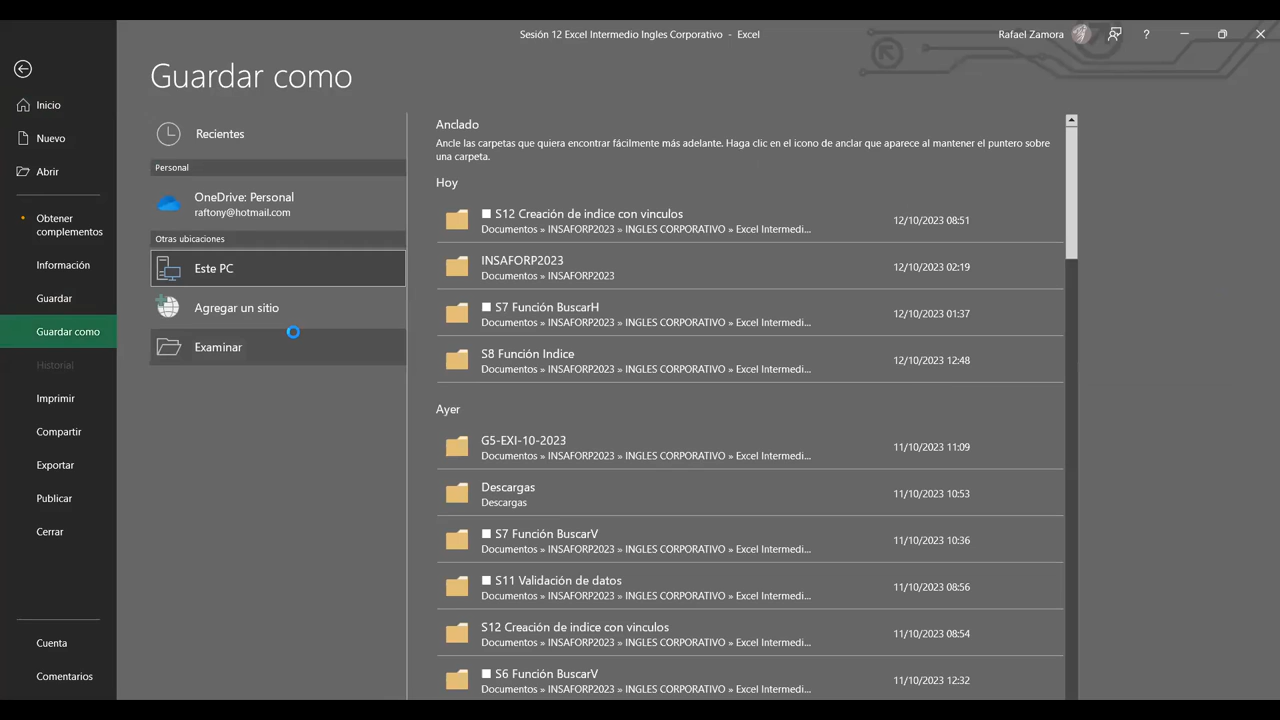 Sesión 12 Excel Intermedio Ingles Corporativo - Excel
Rafael Zamora
?
Guardar como
Inicio
Nuevo
Abrir
Obtener
complementos
Información
Guardar
Guardar como
Historial
Imprimir
Compartir
Exportar
Publicar
Cerrar
Cuenta
Comentarios
Recientes
Personal
OneDrive: Personal
raftony@hotmail.com
Otras ubicaciones
Este PC
Agregar un sitio
Examinar
Anclado
Ancle las carpetas que quiera encontrar fácilmente más adelante. Haga clic en el icono de anclar que aparece al mantener el puntero sobre
una carpeta.
Hoy
S12 Creación de indice con vinculos
Documentos » INSAFORP2023 » INGLES CORPORATIVO » Excel Intermedi...
12/10/2023 08:51
INSAFORP2023
Documentos » INSAFORP2023
12/10/2023 02:19
S7 Función BuscarH
Documentos » INSAFORP2023 » INGLES CORPORATIVO » Excel Intermedi...
12/10/2023 01:37
S8 Función Indice
Documentos » INSAFORP2023 » INGLES CORPORATIVO » Excel Intermedi...
12/10/2023 12:48
Ayer
G5-EXI-10-2023
Documentos » INSAFORP2023 » INGLES CORPORATIVO » Excel Intermedi...
11/10/2023 11:09
Descargas
Descargas
11/10/2023 10:53
S7 Función BuscarV
Documentos » INSAFORP2023 » INGLES CORPORATIVO » Excel Intermedi...
11/10/2023 10:36
S11 Validación de datos
Documentos » INSAFORP2023 » INGLES CORPORATIVO » Excel Intermedi...
11/10/2023 08:56
S12 Creación de indice con vinculos
Documentos » INSAFORP2023 » INGLES CORPORATIVO » Excel Intermedi...
11/10/2023 08:54
S6 Función BuscarV
Documentos » INSAFORP2023 » INGLES CORPORATIVO » Excel Intermedi...
11/10/2023 12:32